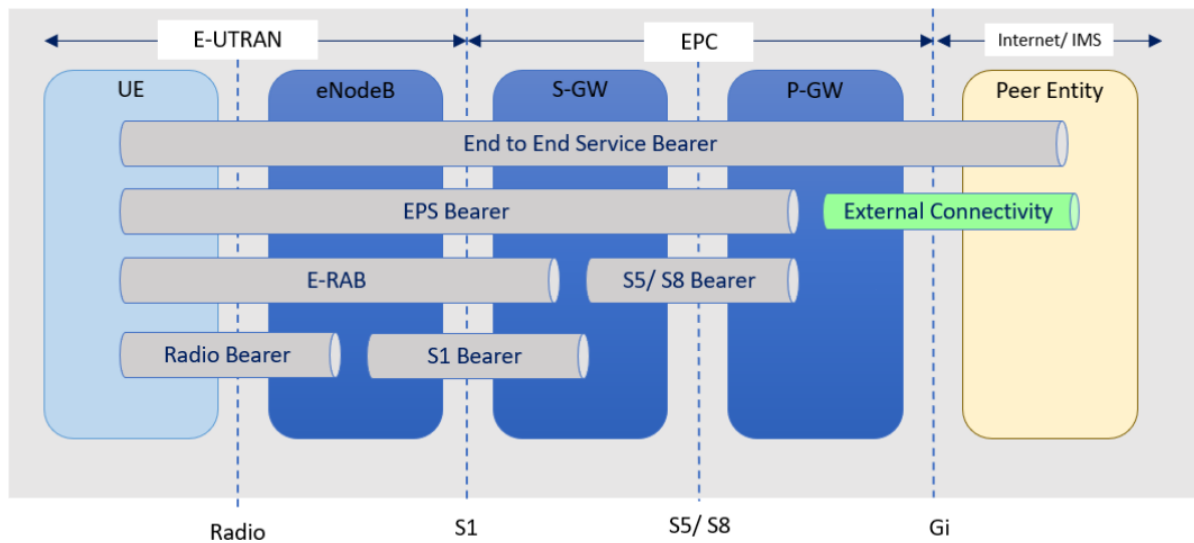 E-UTRAN
EPC
Internet/ IMS
UE
eNodeB
S-GW
P-GW
Peer Entity
End to End Service Bearer
EPS Bearer
External Connectivity
E-RAB
S5/ S8 Bearer
Radio Bearer
S1 Bearer
Radio
S1
S5/ S8
Gi